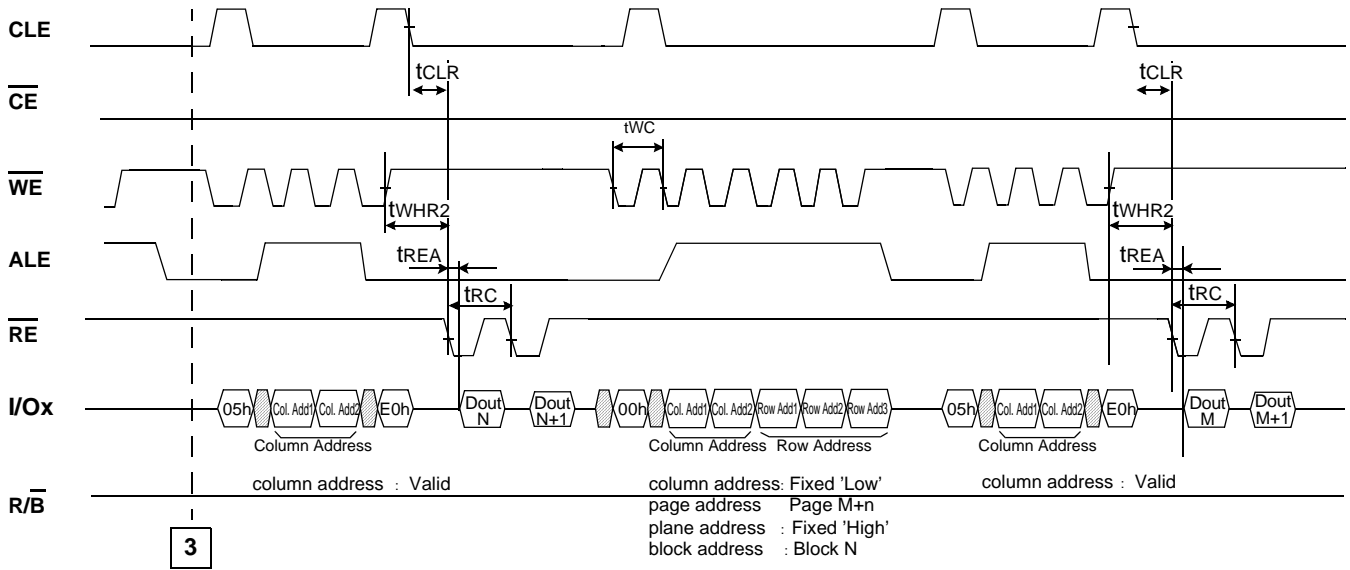 CLE
tCLR
tCLR
CE
tWC
WE
tWHR2
tWHR2
ALE
tREA
tREA
tRC
tRC
RE
I/Ox
05h
Col. Add1
Col. Add2
E0h
Dout N
Dout N+1
00h
Col. Add1
Col. Add2
Row Add1
Row Add2
Row Add3
05h
Col. Add1
Col. Add2
E0h
Dout M
Dout M+1
Column Address
Column Address
Row Address
Column Address
column address : Valid
column address: Fixed 'Low'
page address Page M+n
plane address : Fixed 'High'
block address : Block N
column address : Valid
R/B
3